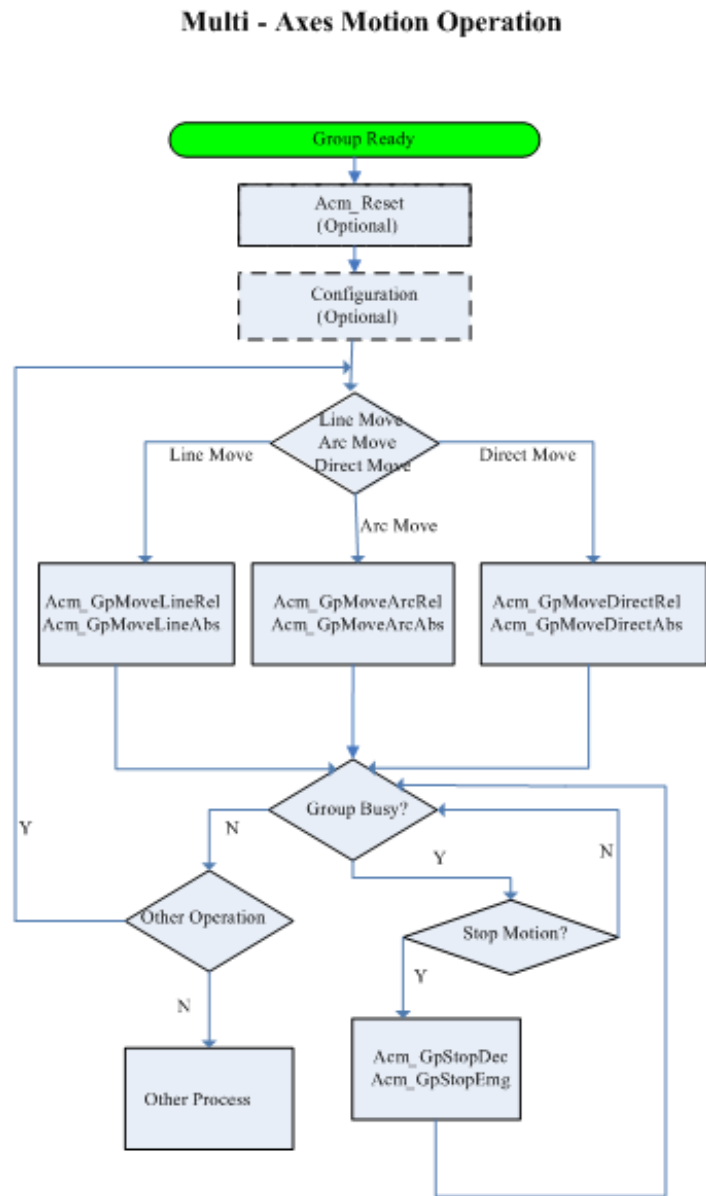 Multi - Axes Motion Operation
Group Ready
Acm_Reset
(Optional)
Configuration
(Optional)
Line Move
Arc Move
Direct Move
Line Move
Direct Move
Arc Move
Acm_GpMoveLineRel
Acm_GpMoveLineAbs
Acm_GpMoveArcRel
Acm_GpMoveArcAbs
Acm_GpMoveDirectRel
Acm_GpMoveDirectAbs
Group Busy?
Y
N
Y
N
Other Operation
Stop Motion?
Y
N
Acm_GpStopDec
Acm_GpStopEmg
Other Process